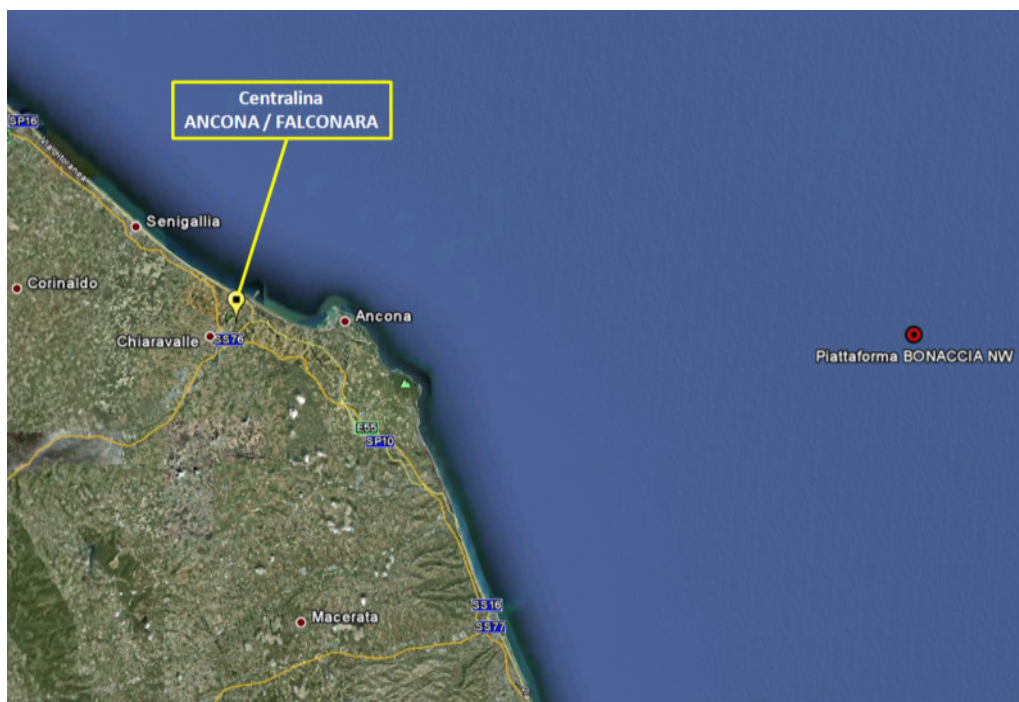 Centralina
ANCONA / FALCONARA
SP16
Senigallia
Corinaldo
Ancona
Chiaravalle
SS76
Piattaforma BONACCIA NW
E55
SP10
SS16
Macerata
SS77